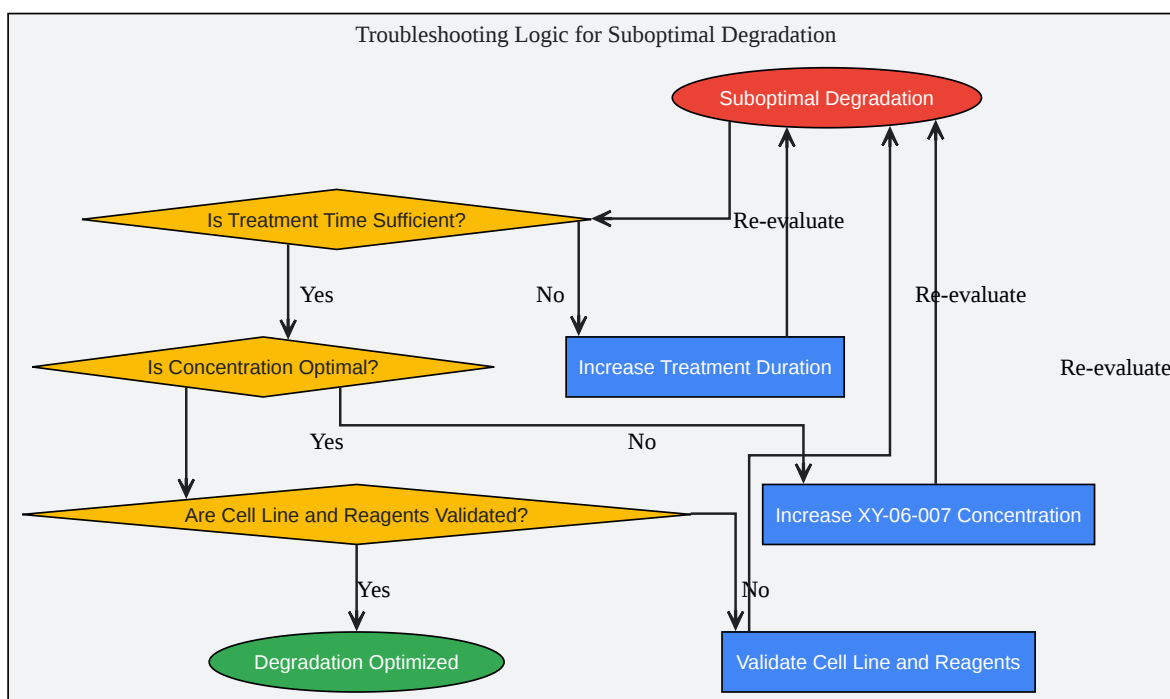 Troubleshooting Logic for Suboptimal Degradation
Suboptimal Degradation
Is Treatment Time Sufficient?
Re-evaluate
Yes
No
Re-evaluate
Is Concentration Optimal?
Increase Treatment Duration
Re-evaluate
Yes
No
Are Cell Line and Reagents Validated?
Increase XY-06-007 Concentration
Yes
No
Degradation Optimized
Validate Cell Line and Reagents